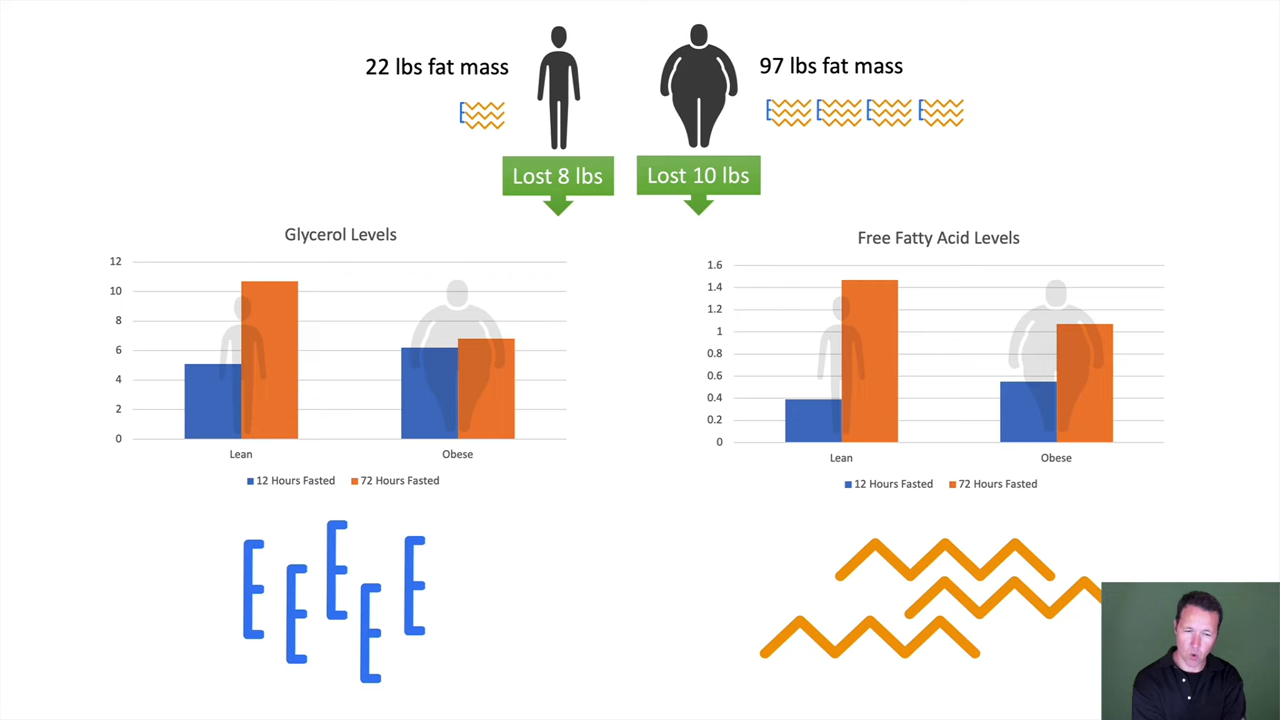 22 lbs fat mass
97 lbs fat mass
Lost 8 lbs
Lost 10 lbs
Glycerol Levels
12
10
8
6
4
2
0
Lean
Obese
12 Hours Fasted
72 Hours Fasted
Free Fatty Acid Levels
1.6
1.4
1.2
1
0.8
0.6
0.4
0.2
0
Lean
Obese
12 Hours Fasted
72 Hours Fasted